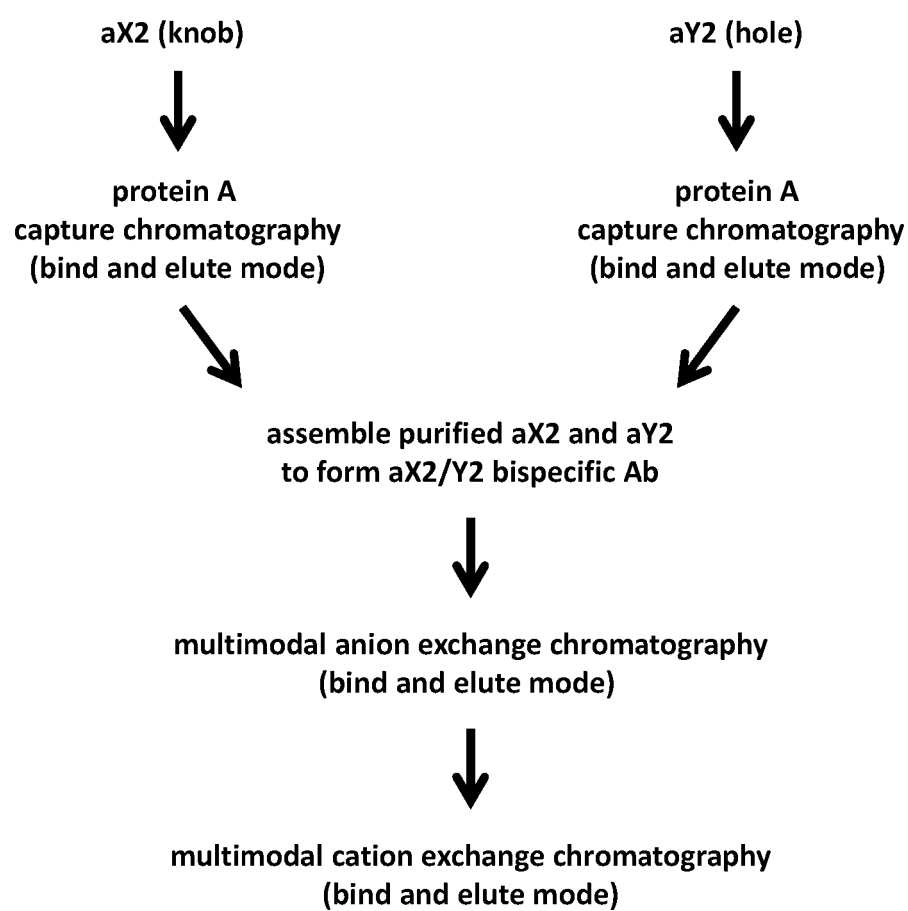 aX2 (knob)
aY2 (hole)
protein A
capture chromatography
(bind and elute mode)
protein A
capture chromatography
(bind and elute mode)
assemble purified aX2 and aY2
to form aX2/Y2 bispecific Ab
multimodal anion exchange chromatography
(bind and elute mode)
multimodal cation exchange chromatography
(bind and elute mode)